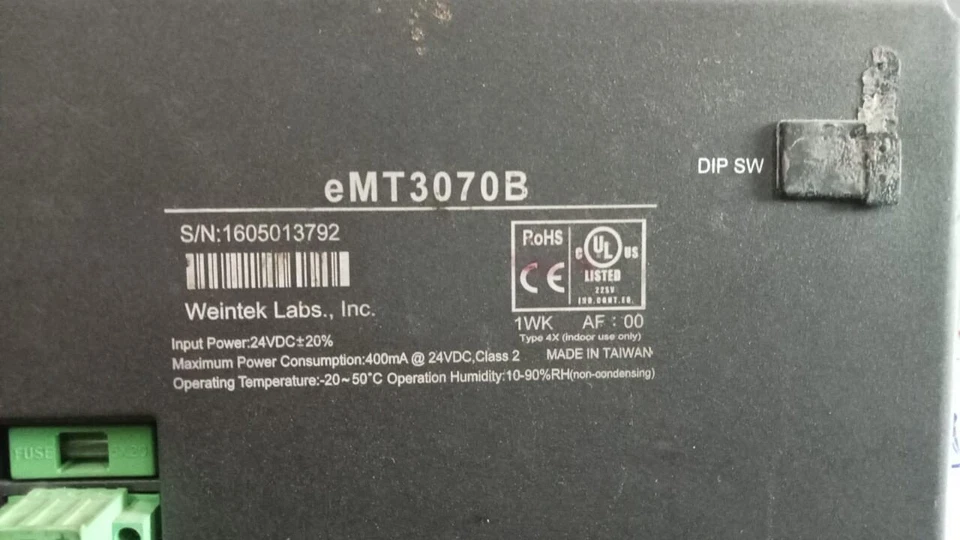 DIP SW
eMT3070B
S/N:1605013792
RoHS
CE
c UL us
LISTED
Weintek Labs., Inc.
1WK AF : 00
Type 4X (indoor use only)
Input Power:24VDC±20%
Maximum Power Consumption:400mA @ 24VDC,Class 2
MADE IN TAIWAN
Operating Temperature:-20~50°C Operation Humidity:10-90%RH(non-condensing)
FUSE